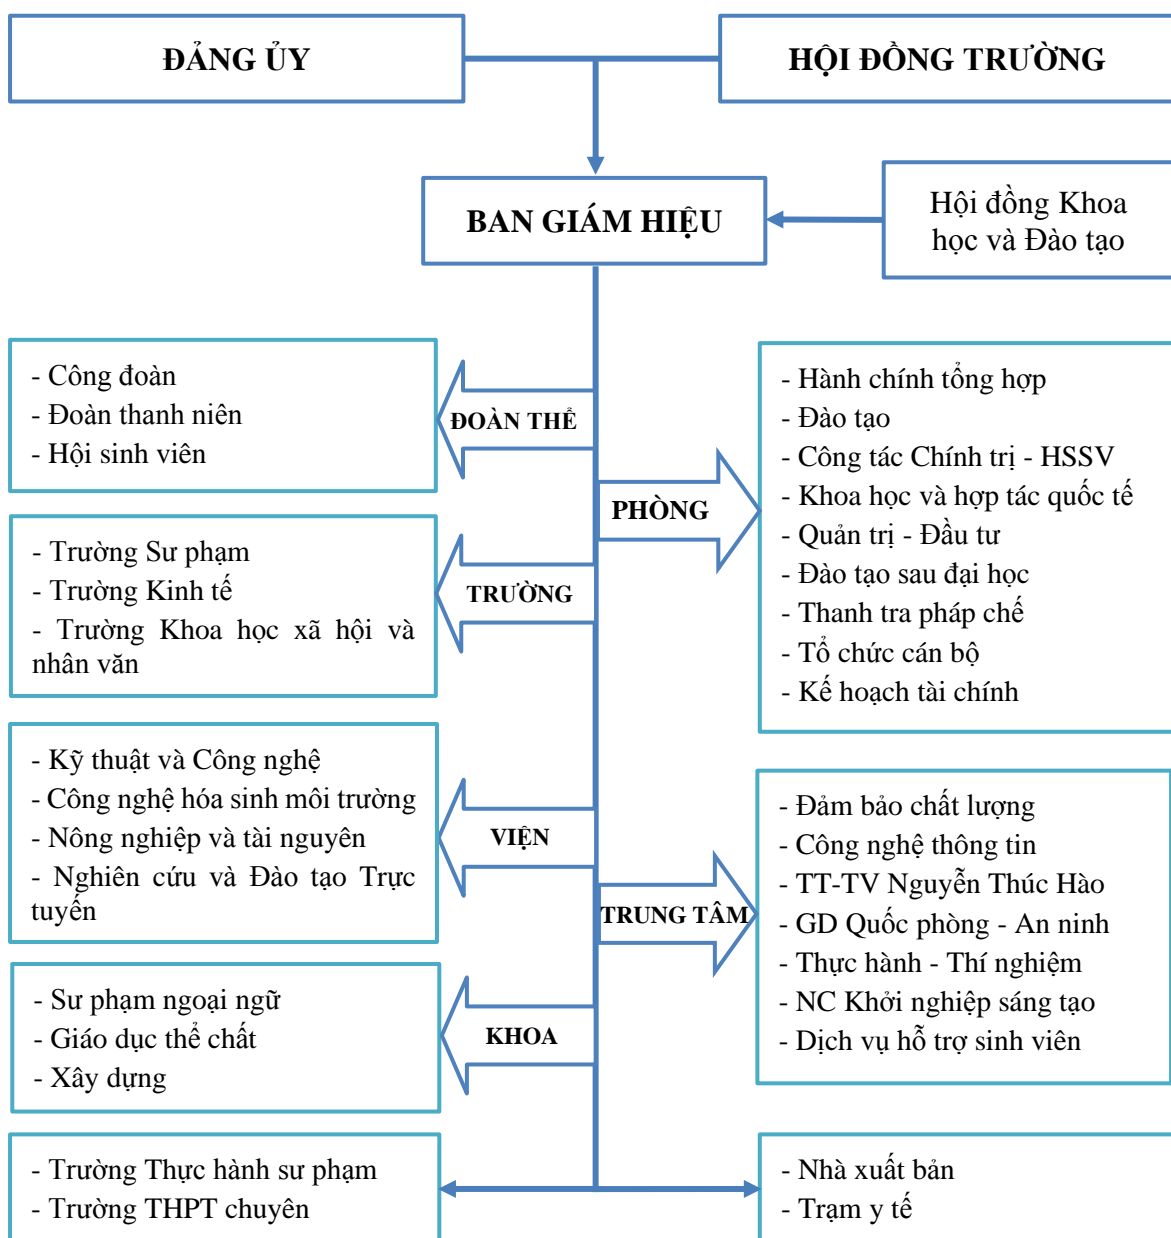 ĐẢNG ỦY
HỘI ĐỒNG TRƯỜNG
BAN GIÁM HIỆU
Hội đồng Khoa
học và Đào tạo
- Công đoàn
- Đoàn thanh niên
- Hội sinh viên
ĐOÀN THỂ
PHÒNG
- Hành chính tổng hợp
- Đào tạo
- Công tác Chính trị - HSSV
- Khoa học và hợp tác quốc tế
- Quản trị - Đầu tư
- Đào tạo sau đại học
- Thanh tra pháp chế
- Tổ chức cán bộ
- Kế hoạch tài chính
- Trường Sư phạm
- Trường Kinh tế
- Trường Khoa học xã hội và
nhân văn
TRƯỜNG
- Kỹ thuật và Công nghệ
- Công nghệ hóa sinh môi trường
- Nông nghiệp và tài nguyên
- Nghiên cứu và Đào tạo Trực
tuyến
VIỆN
TRUNG TÂM
- Đảm bảo chất lượng
- Công nghệ thông tin
- TT-TV Nguyễn Thúc Hào
- GD Quốc phòng - An ninh
- Thực hành - Thí nghiệm
- NC Khởi nghiệp sáng tạo
- Dịch vụ hỗ trợ sinh viên
- Sư phạm ngoại ngữ
- Giáo dục thể chất
- Xây dựng
KHOA
- Trường Thực hành sư phạm
- Trường THPT chuyên
- Nhà xuất bản
- Trạm y tế